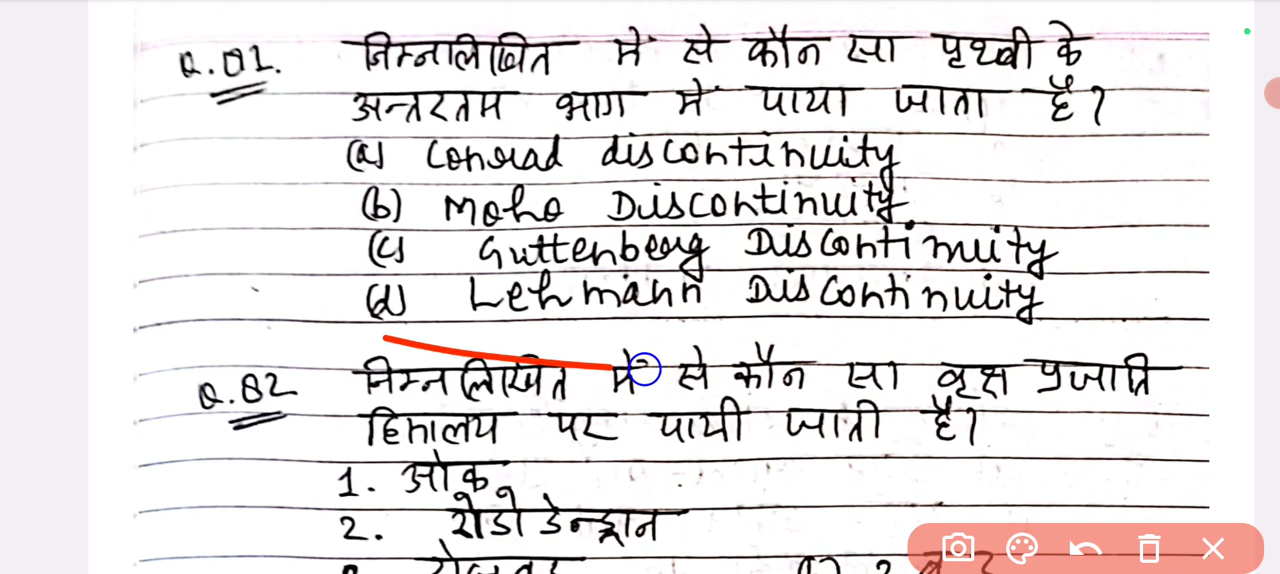 Q.01. निम्नलिखित में से कौन सा पृथ्वी के
अन्तरतम भाग में पाया जाता है?
(a) Conrad discontinuity
(b) Moho Discontinuity
(c) Guttenberg Discontinuity
(d) Lehmann Discontinuity
Q.02 निम्नलिखित में से कौन सा वृक्ष प्रजाति
हिमालय पर पायी जाती है।
1. ओक
2. रोडोडेन्ड्रान